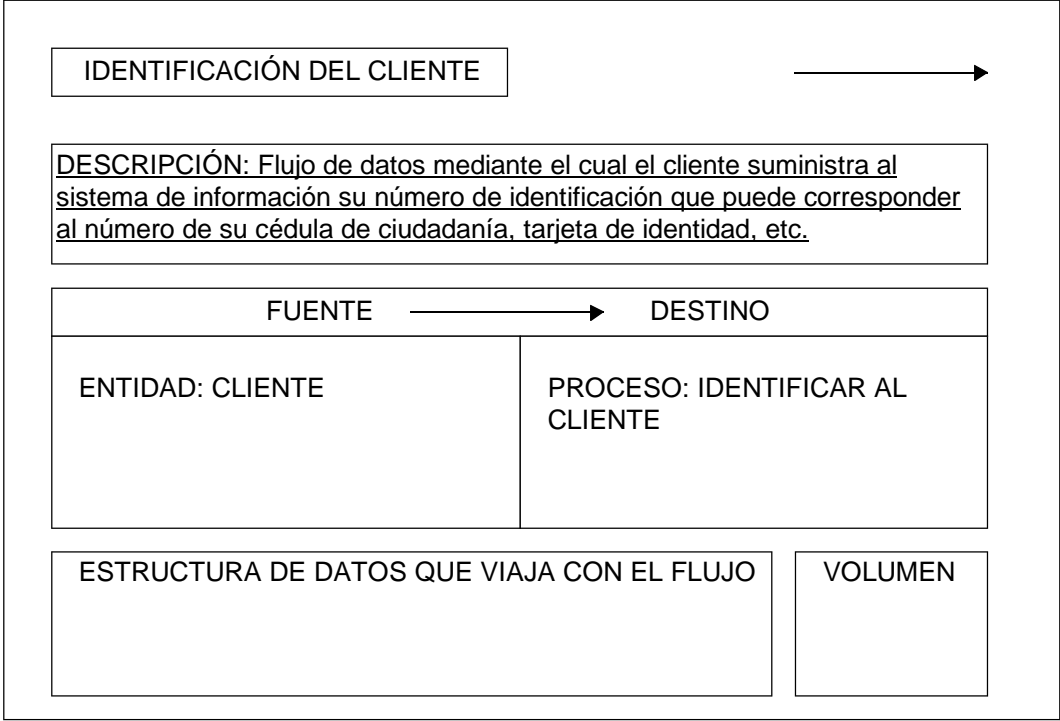 IDENTIFICACIÓN DEL CLIENTE
DESCRIPCIÓN: Flujo de datos mediante el cual el cliente suministra al
sistema de información su número de identificación que puede corresponder
al número de su cédula de ciudadanía, tarjeta de identidad, etc.
FUENTE DESTINO
ENTIDAD: CLIENTE
PROCESO: IDENTIFICAR AL
CLIENTE
ESTRUCTURA DE DATOS QUE VIAJA CON EL FLUJO
VOLUMEN